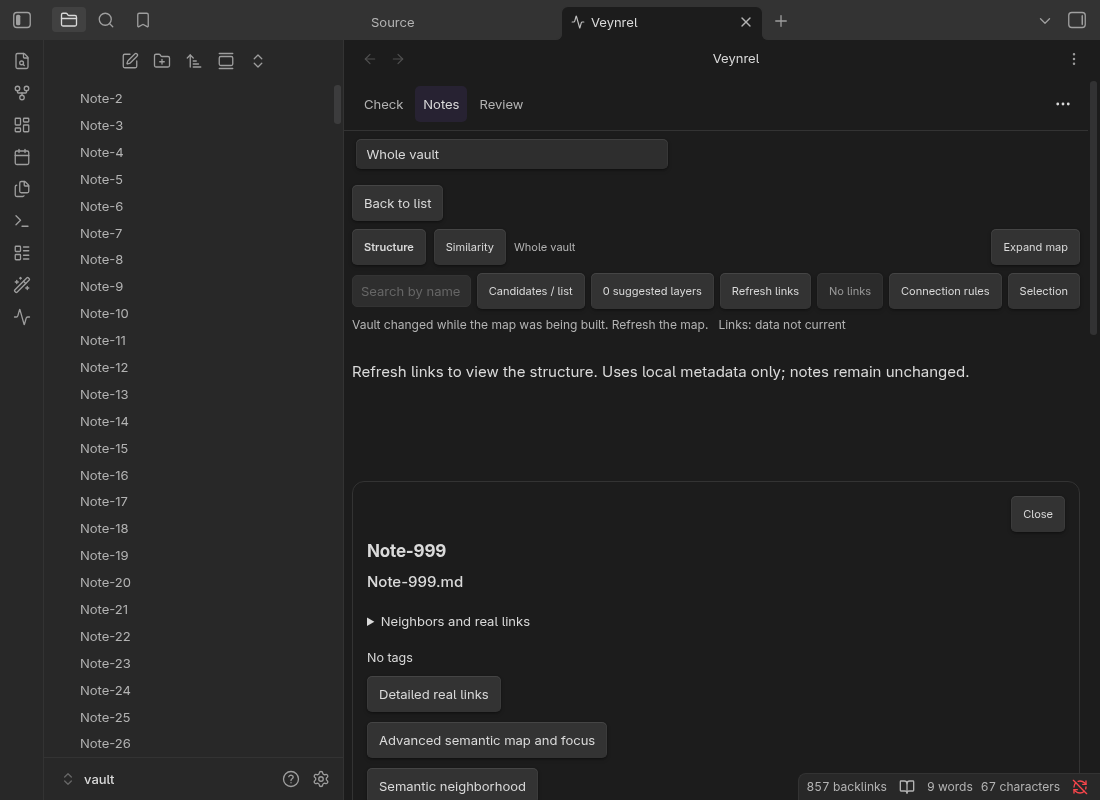 Source
Veynrel
Note-2
Note-3
Note-4
Note-5
Note-6
Note-7
Note-8
Note-9
Note-10
Note-11
Note-12
Note-13
Note-14
Note-15
Note-16
Note-17
Note-18
Note-19
Note-20
Note-21
Note-22
Note-23
Note-24
Note-25
Note-26
vault
Veynrel
Check Notes Review
Whole vault
Back to list
Structure Similarity Whole vault Expand map
Search by name Candidates / list 0 suggested layers Refresh links No links Connection rules Selection
Vault changed while the map was being built. Refresh the map. Links: data not current
Refresh links to view the structure. Uses local metadata only; notes remain unchanged.
Close
Note-999
Note-999.md
Neighbors and real links
No tags
Detailed real links
Advanced semantic map and focus
Semantic neighborhood
857 backlinks 9 words 67 characters